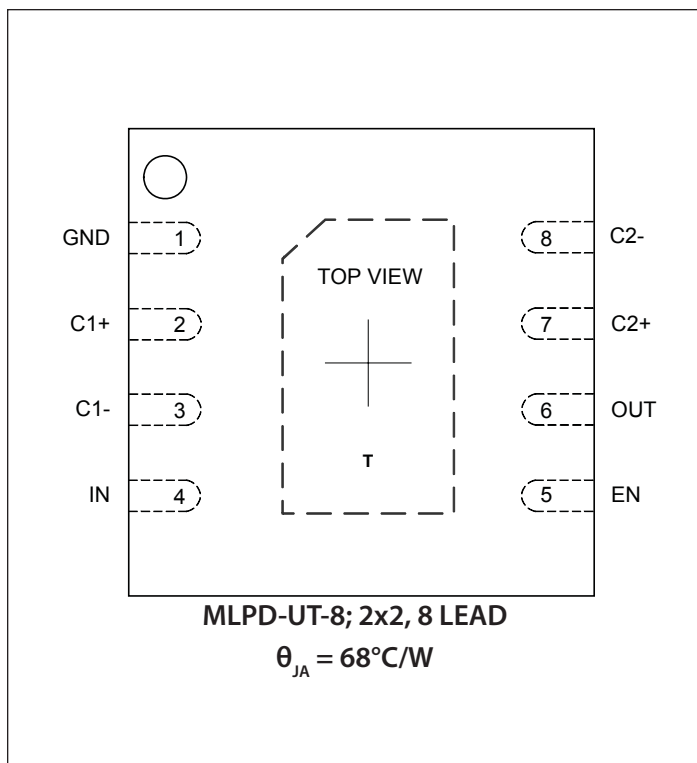 GND 1 8 C2-
TOP VIEW
C1+ 2 7 C2+
C1- 3 6 OUT
T
IN 4 5 EN
MLPD-UT-8; 2x2, 8 LEAD
θJA = 68°C/W